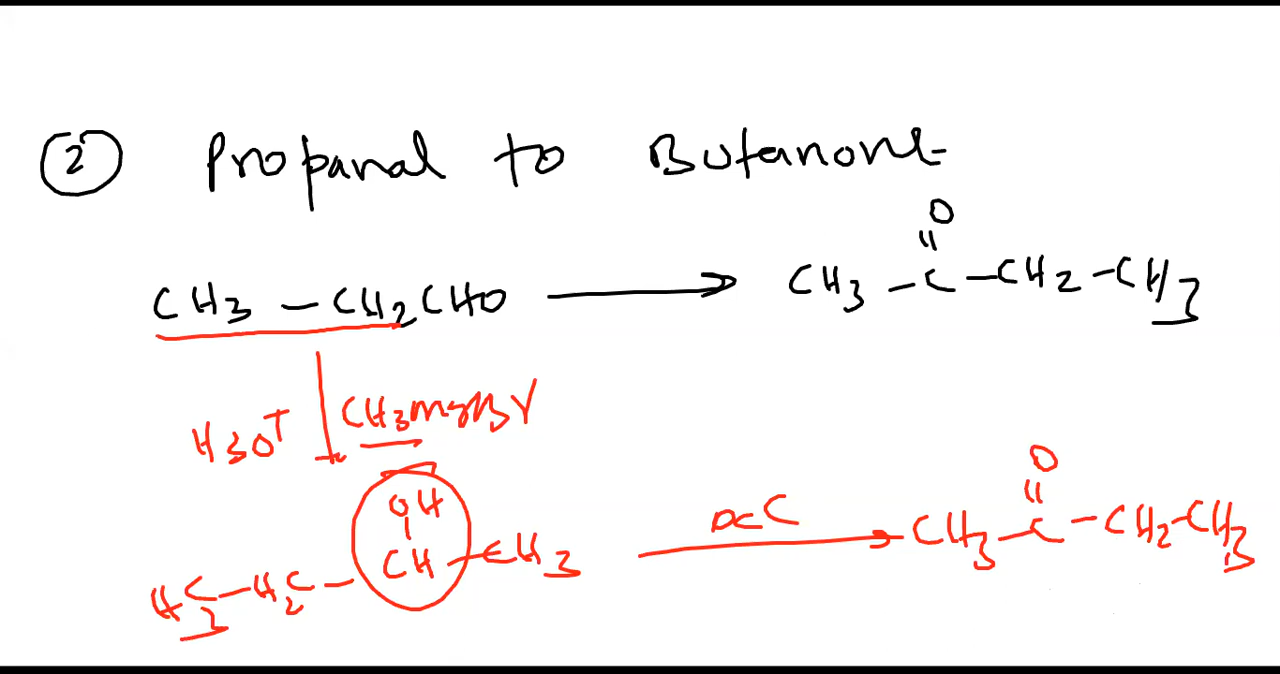 ② Propanal to Butanone
O
||
CH3 – CH2CHO ⟶ CH3 – C – CH2 – CH3
H3O+ CH3MgBr
OH
|
H3C – H2C – CH – CH3
PCC
O
||
CH3 – C – CH2 – CH3